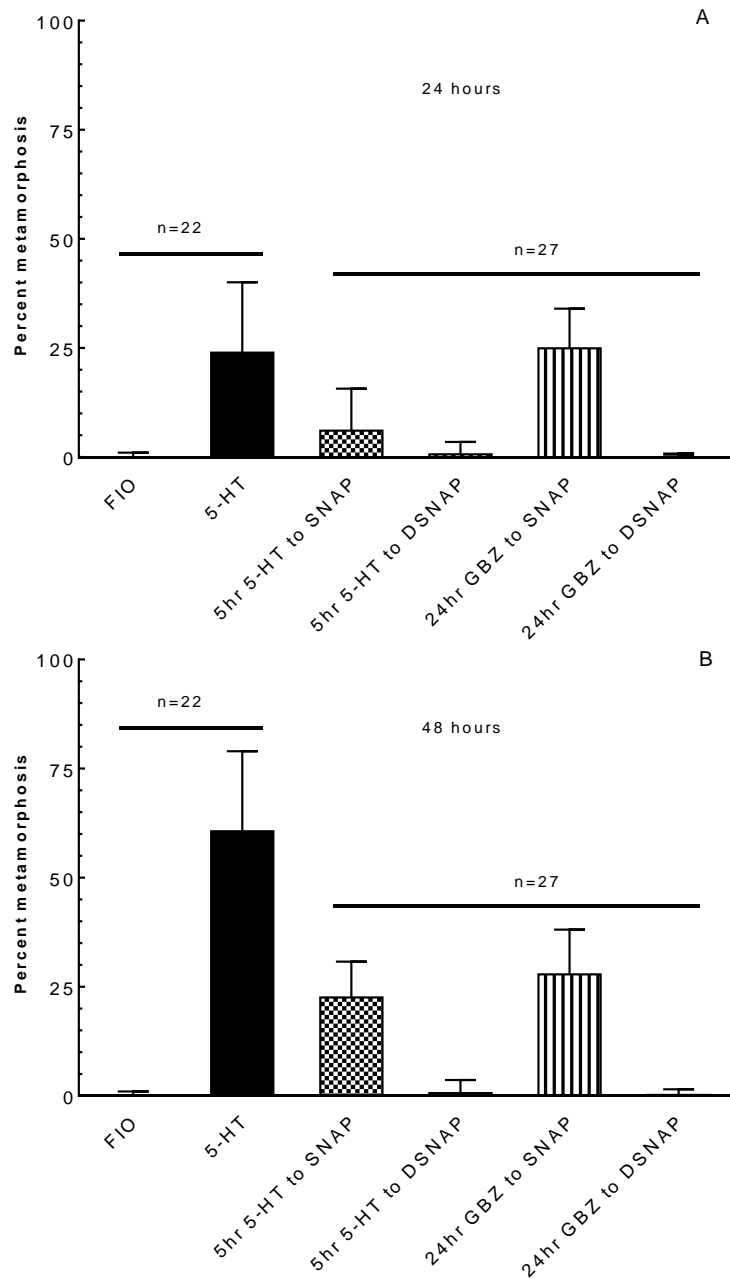 A
100
24 hours
75
Percent metamorphosis
50
n=22
n=27
25
0
FIO
5-HT
5hr 5-HT to SNAP
5hr 5-HT to DSNAP
24hr GBZ to SNAP
24hr GBZ to DSNAP
B
100
n=22
48 hours
75
Percent metamorphosis
50
n=27
25
0
FIO
5-HT
5hr 5-HT to SNAP
5hr 5-HT to DSNAP
24hr GBZ to SNAP
24hr GBZ to DSNAP